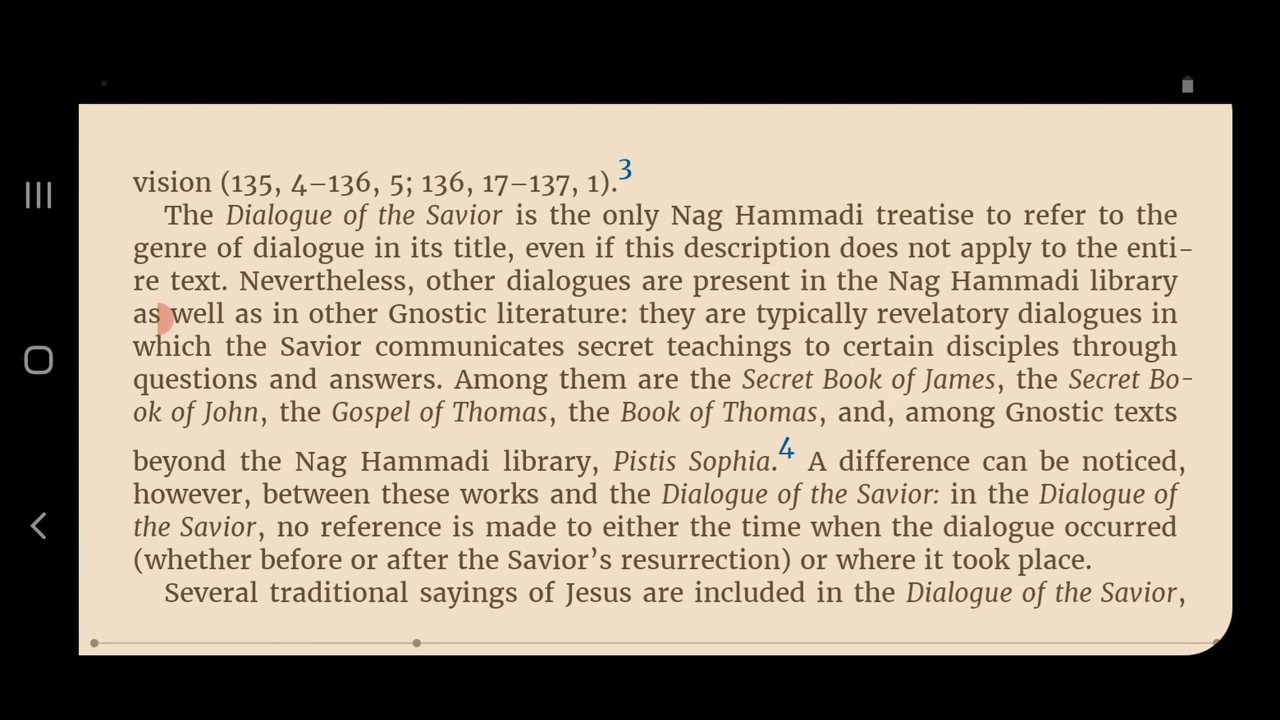 vision (135, 4–136, 5; 136, 17–137, 1).3
The Dialogue of the Savior is the only Nag Hammadi treatise to refer to the
genre of dialogue in its title, even if this description does not apply to the enti-
re text. Nevertheless, other dialogues are present in the Nag Hammadi library
as well as in other Gnostic literature: they are typically revelatory dialogues in
which the Savior communicates secret teachings to certain disciples through
questions and answers. Among them are the Secret Book of James, the Secret Bo-
ok of John, the Gospel of Thomas, the Book of Thomas, and, among Gnostic texts
beyond the Nag Hammadi library, Pistis Sophia.4 A difference can be noticed,
however, between these works and the Dialogue of the Savior: in the Dialogue of
the Savior, no reference is made to either the time when the dialogue occurred
(whether before or after the Savior’s resurrection) or where it took place.
Several traditional sayings of Jesus are included in the Dialogue of the Savior,